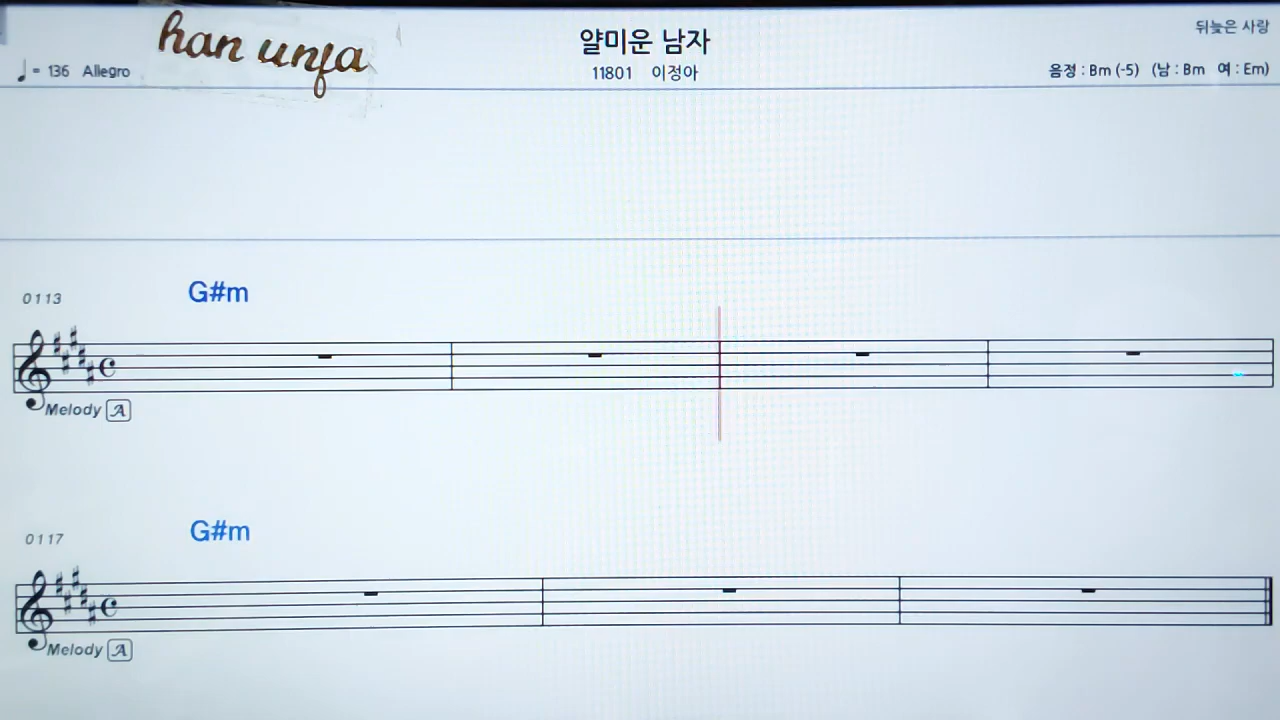 han unfa
얄미운 남자
뒤늦은 사랑
♩= 136 Allegro
11801 이정아
음정 : Bm (-5) (남 : Bm 여 : Em)
0113
G#m
Melody A
0117
G#m
Melody A